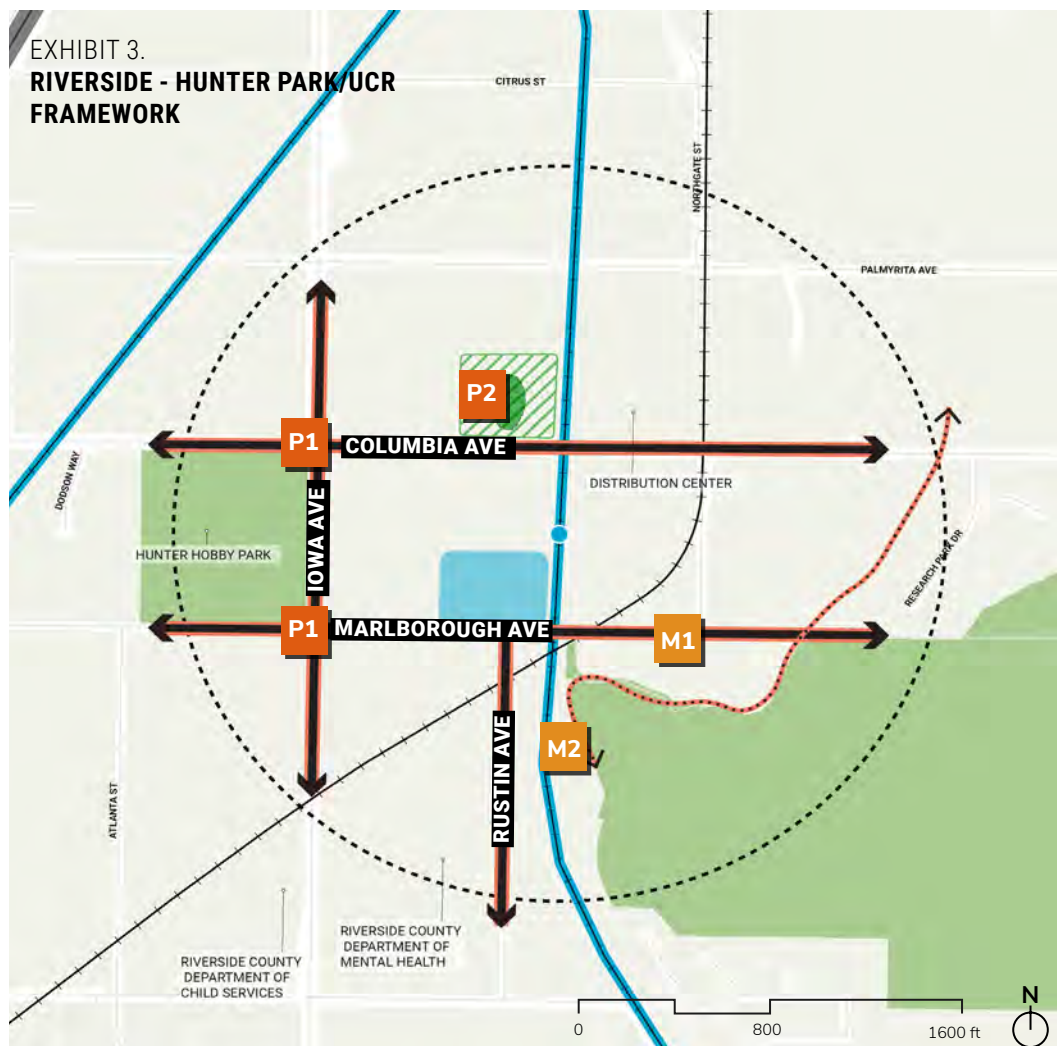 EXHIBIT 3.
RIVERSIDE - HUNTER PARK/UCR
FRAMEWORK
CITRUS ST
NORTHGATE ST
PALMYRITA AVE
P2
P1
COLUMBIA AVE
DODSON WAY
DISTRIBUTION CENTER
IOWA AVE
HUNTER HOBBY PARK
RESEARCH PARK DR
P1
MARLBOROUGH AVE
M1
M2
RUSTIN AVE
ATLANTA ST
RIVERSIDE COUNTY
DEPARTMENT OF
MENTAL HEALTH
RIVERSIDE COUNTY
DEPARTMENT OF
CHILD SERVICES
N
0
800
1600 ft